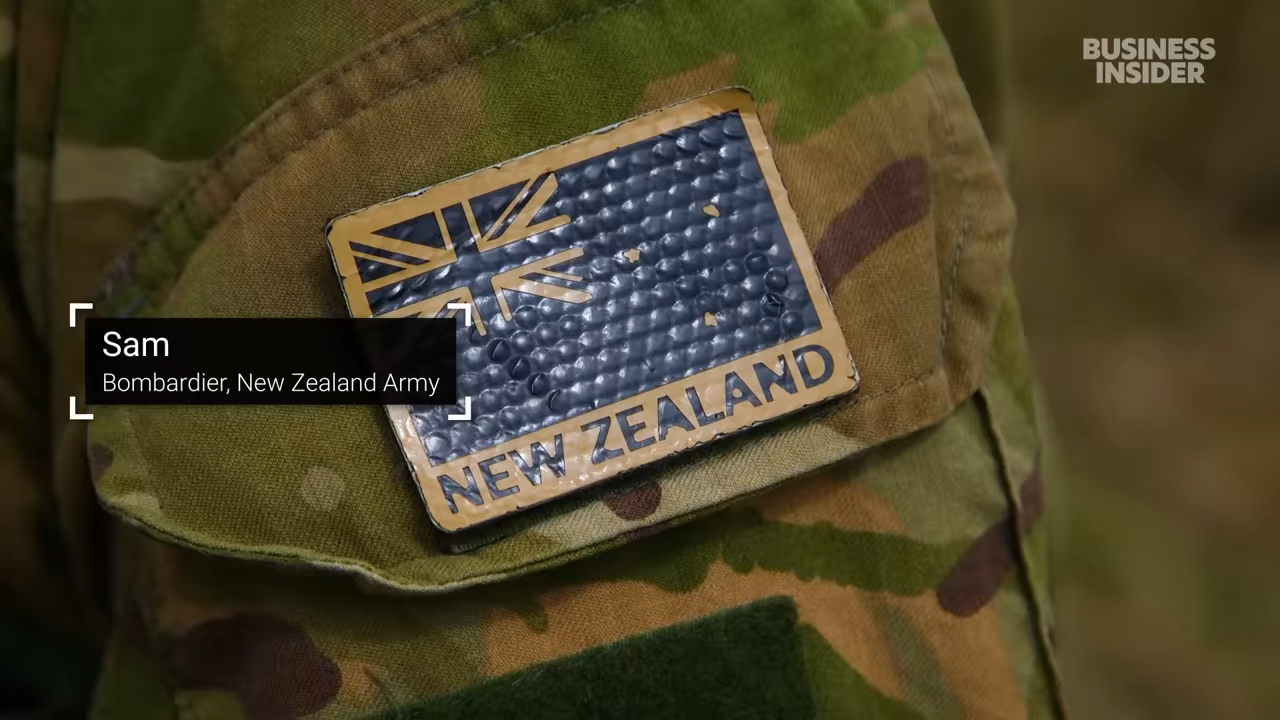 BUSINESS
INSIDER
Sam
Bombardier, New Zealand Army
NEW ZEALAND